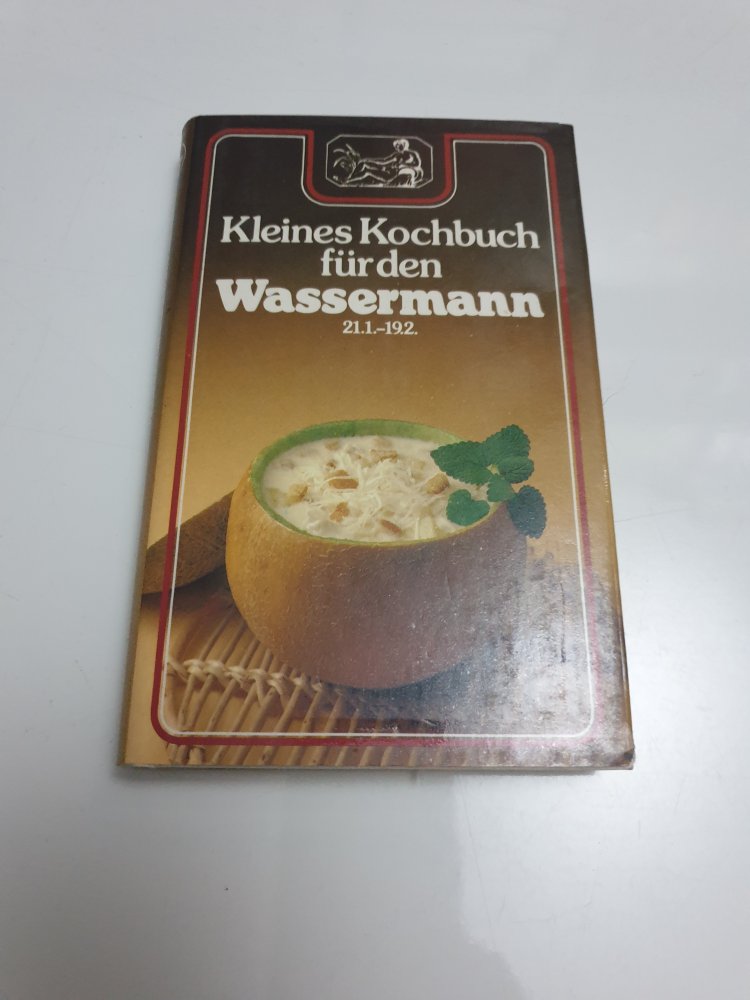 Kleines Kochbuch
für den
Wassermann
21.1.–19.2.